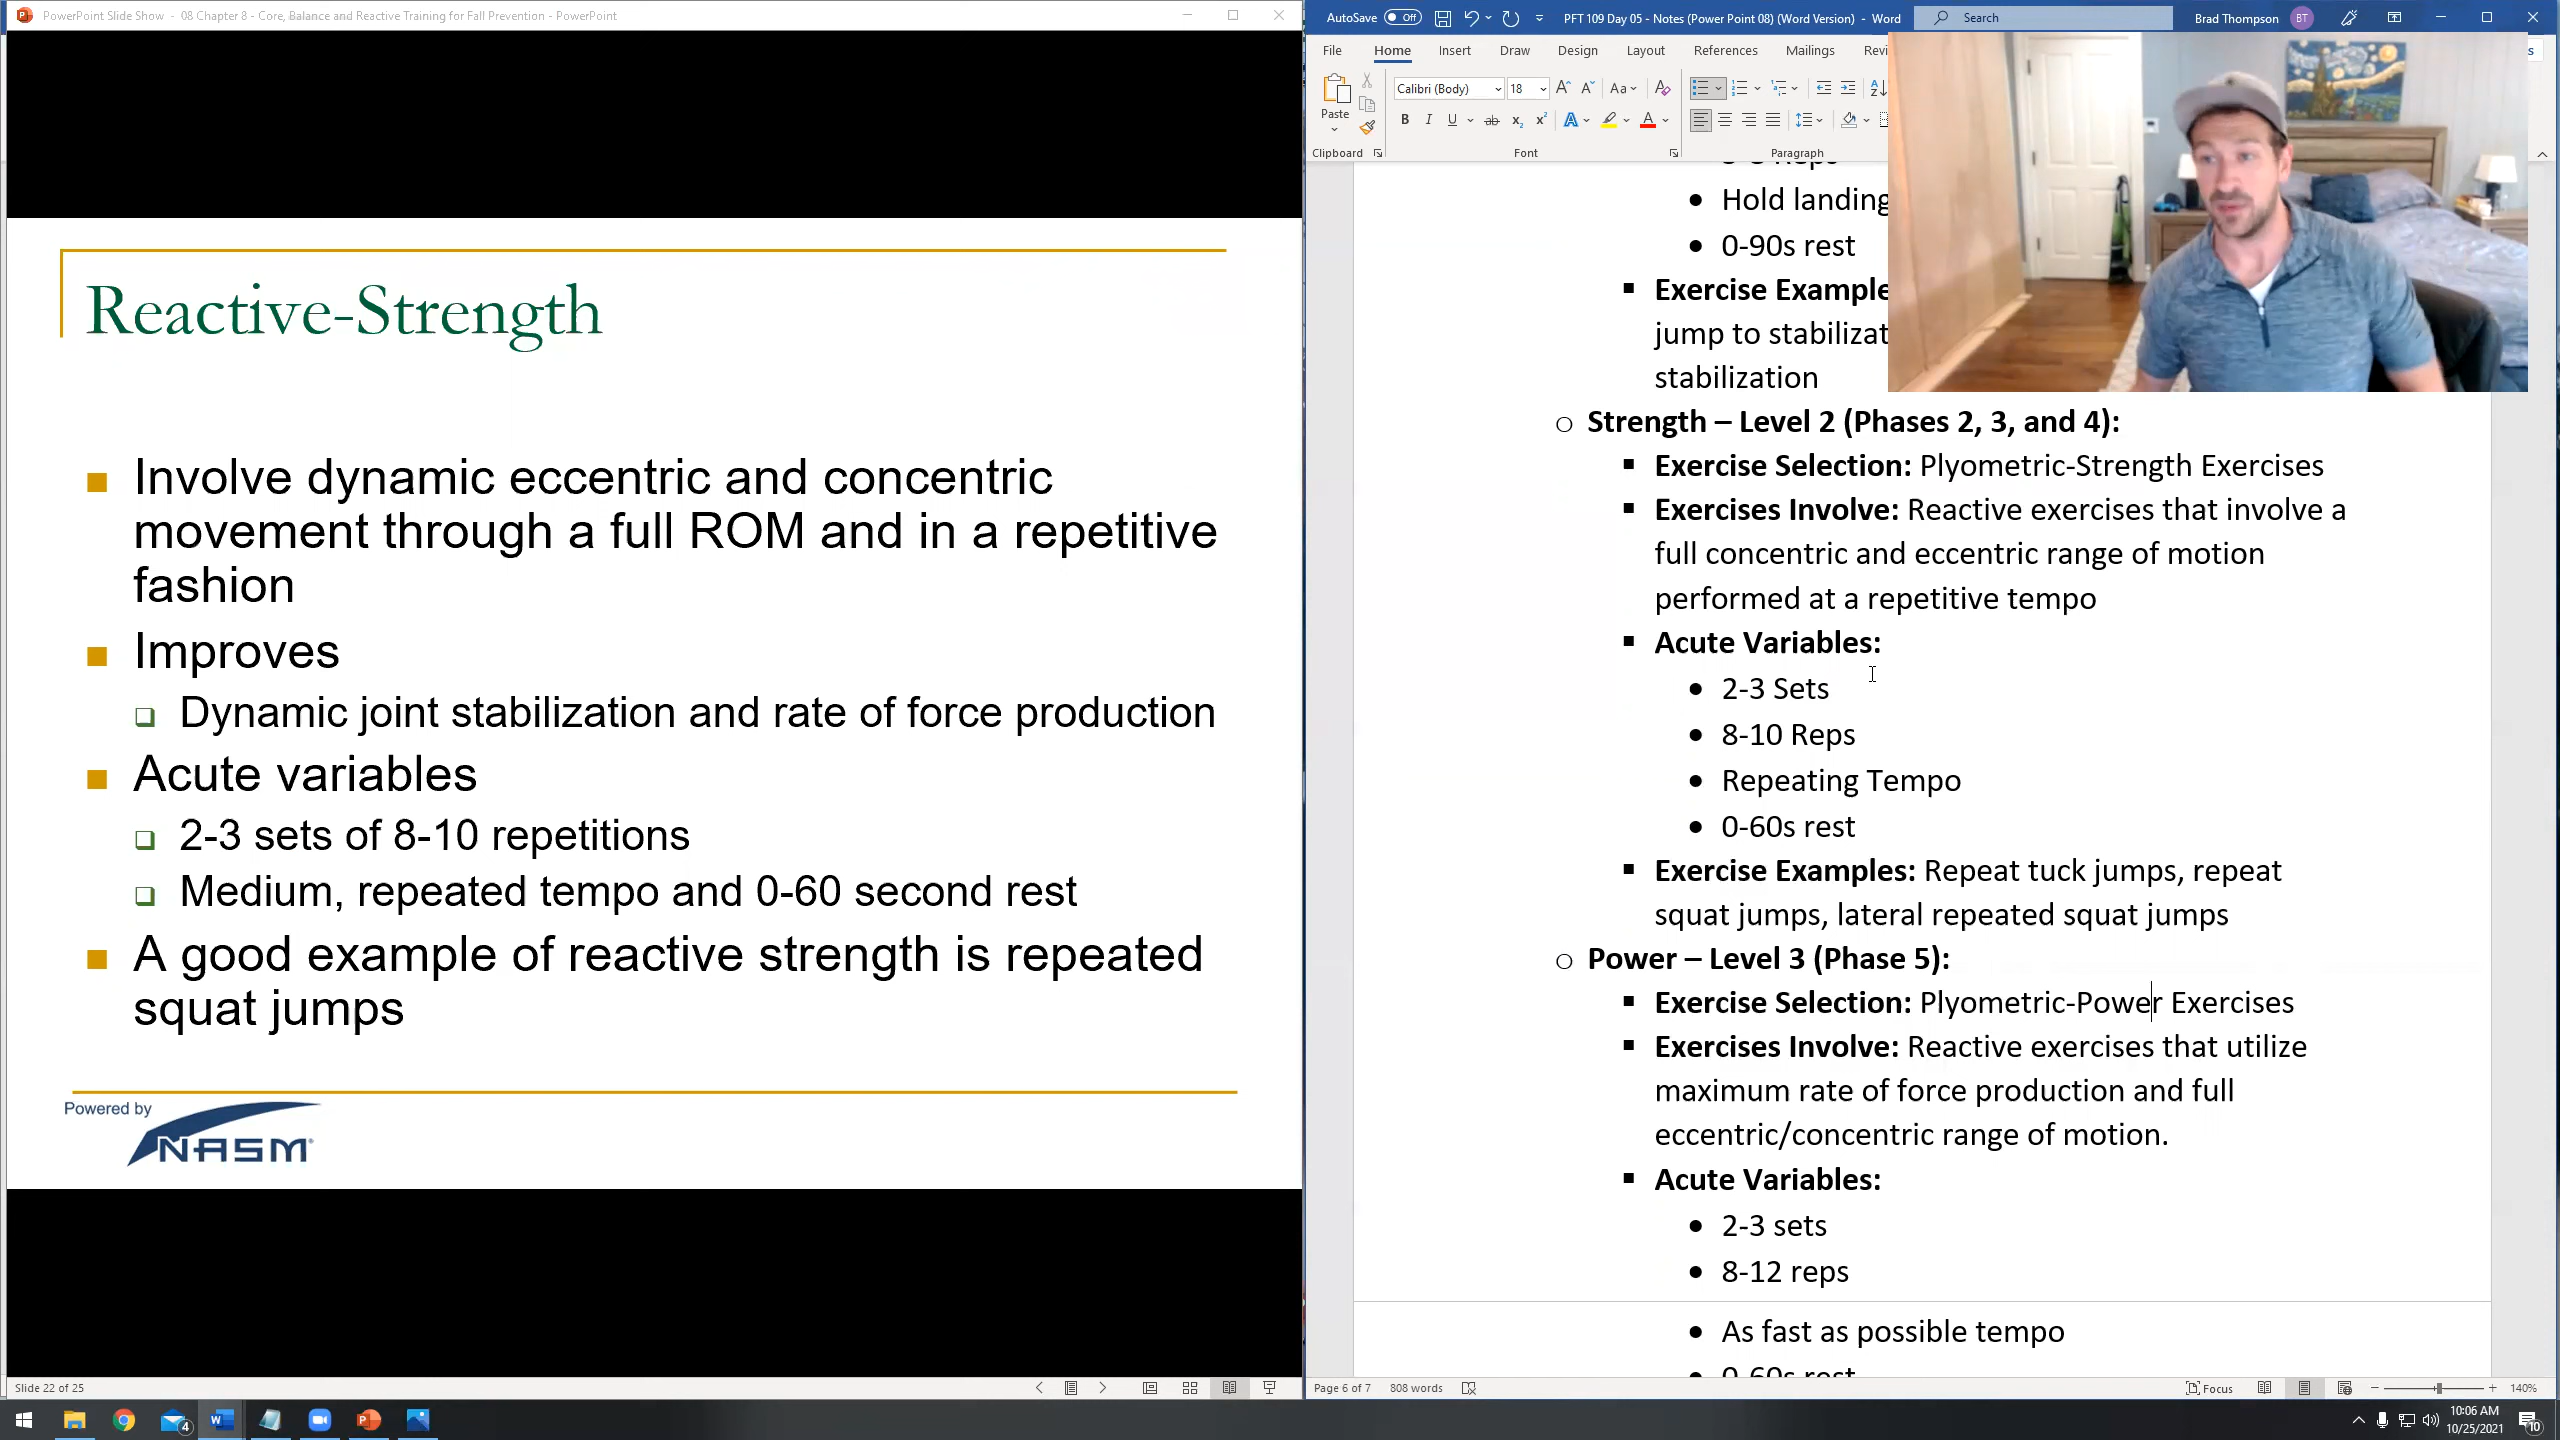 PowerPoint Slide Show - 08 Chapter 8 - Core, Balance and Reactive Training for Fall Prevention - PowerPoint
Reactive-Strength
Involve dynamic eccentric and concentric
movement through a full ROM and in a repetitive
fashion
Improves
Dynamic joint stabilization and rate of force production
Acute variables
2-3 sets of 8-10 repetitions
Medium, repeated tempo and 0-60 second rest
A good example of reactive strength is repeated
squat jumps
Powered by
NASM
Slide 22 of 25
AutoSave Off
PFT 109 Day 05 - Notes (Power Point 08) (Word Version) - Word
Search
Brad Thompson BT
File Home Insert Draw Design Layout References Mailings Revi
Paste
Calibri (Body) 18
Clipboard Font Paragraph
Hold landing
0-90s rest
Exercise Example
jump to stabilizat
stabilization
Strength – Level 2 (Phases 2, 3, and 4):
Exercise Selection: Plyometric-Strength Exercises
Exercises Involve: Reactive exercises that involve a
full concentric and eccentric range of motion
performed at a repetitive tempo
Acute Variables:
2-3 Sets
8-10 Reps
Repeating Tempo
0-60s rest
Exercise Examples: Repeat tuck jumps, repeat
squat jumps, lateral repeated squat jumps
Power – Level 3 (Phase 5):
Exercise Selection: Plyometric-Power Exercises
Exercises Involve: Reactive exercises that utilize
maximum rate of force production and full
eccentric/concentric range of motion.
Acute Variables:
2-3 sets
8-12 reps
As fast as possible tempo
0-60s rest
Page 6 of 7 808 words
Focus
140%
4
10:06 AM
10/25/2021
10